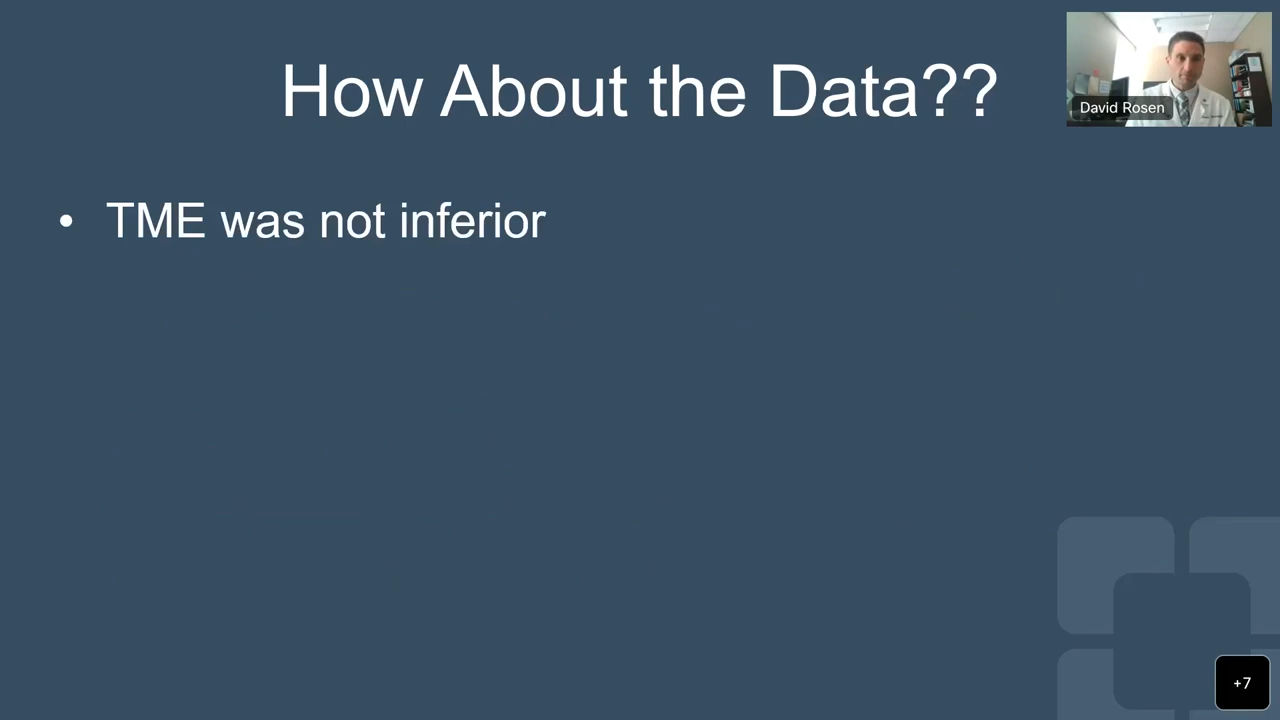 How About the Data??
David Rosen
• TME was not inferior
+7